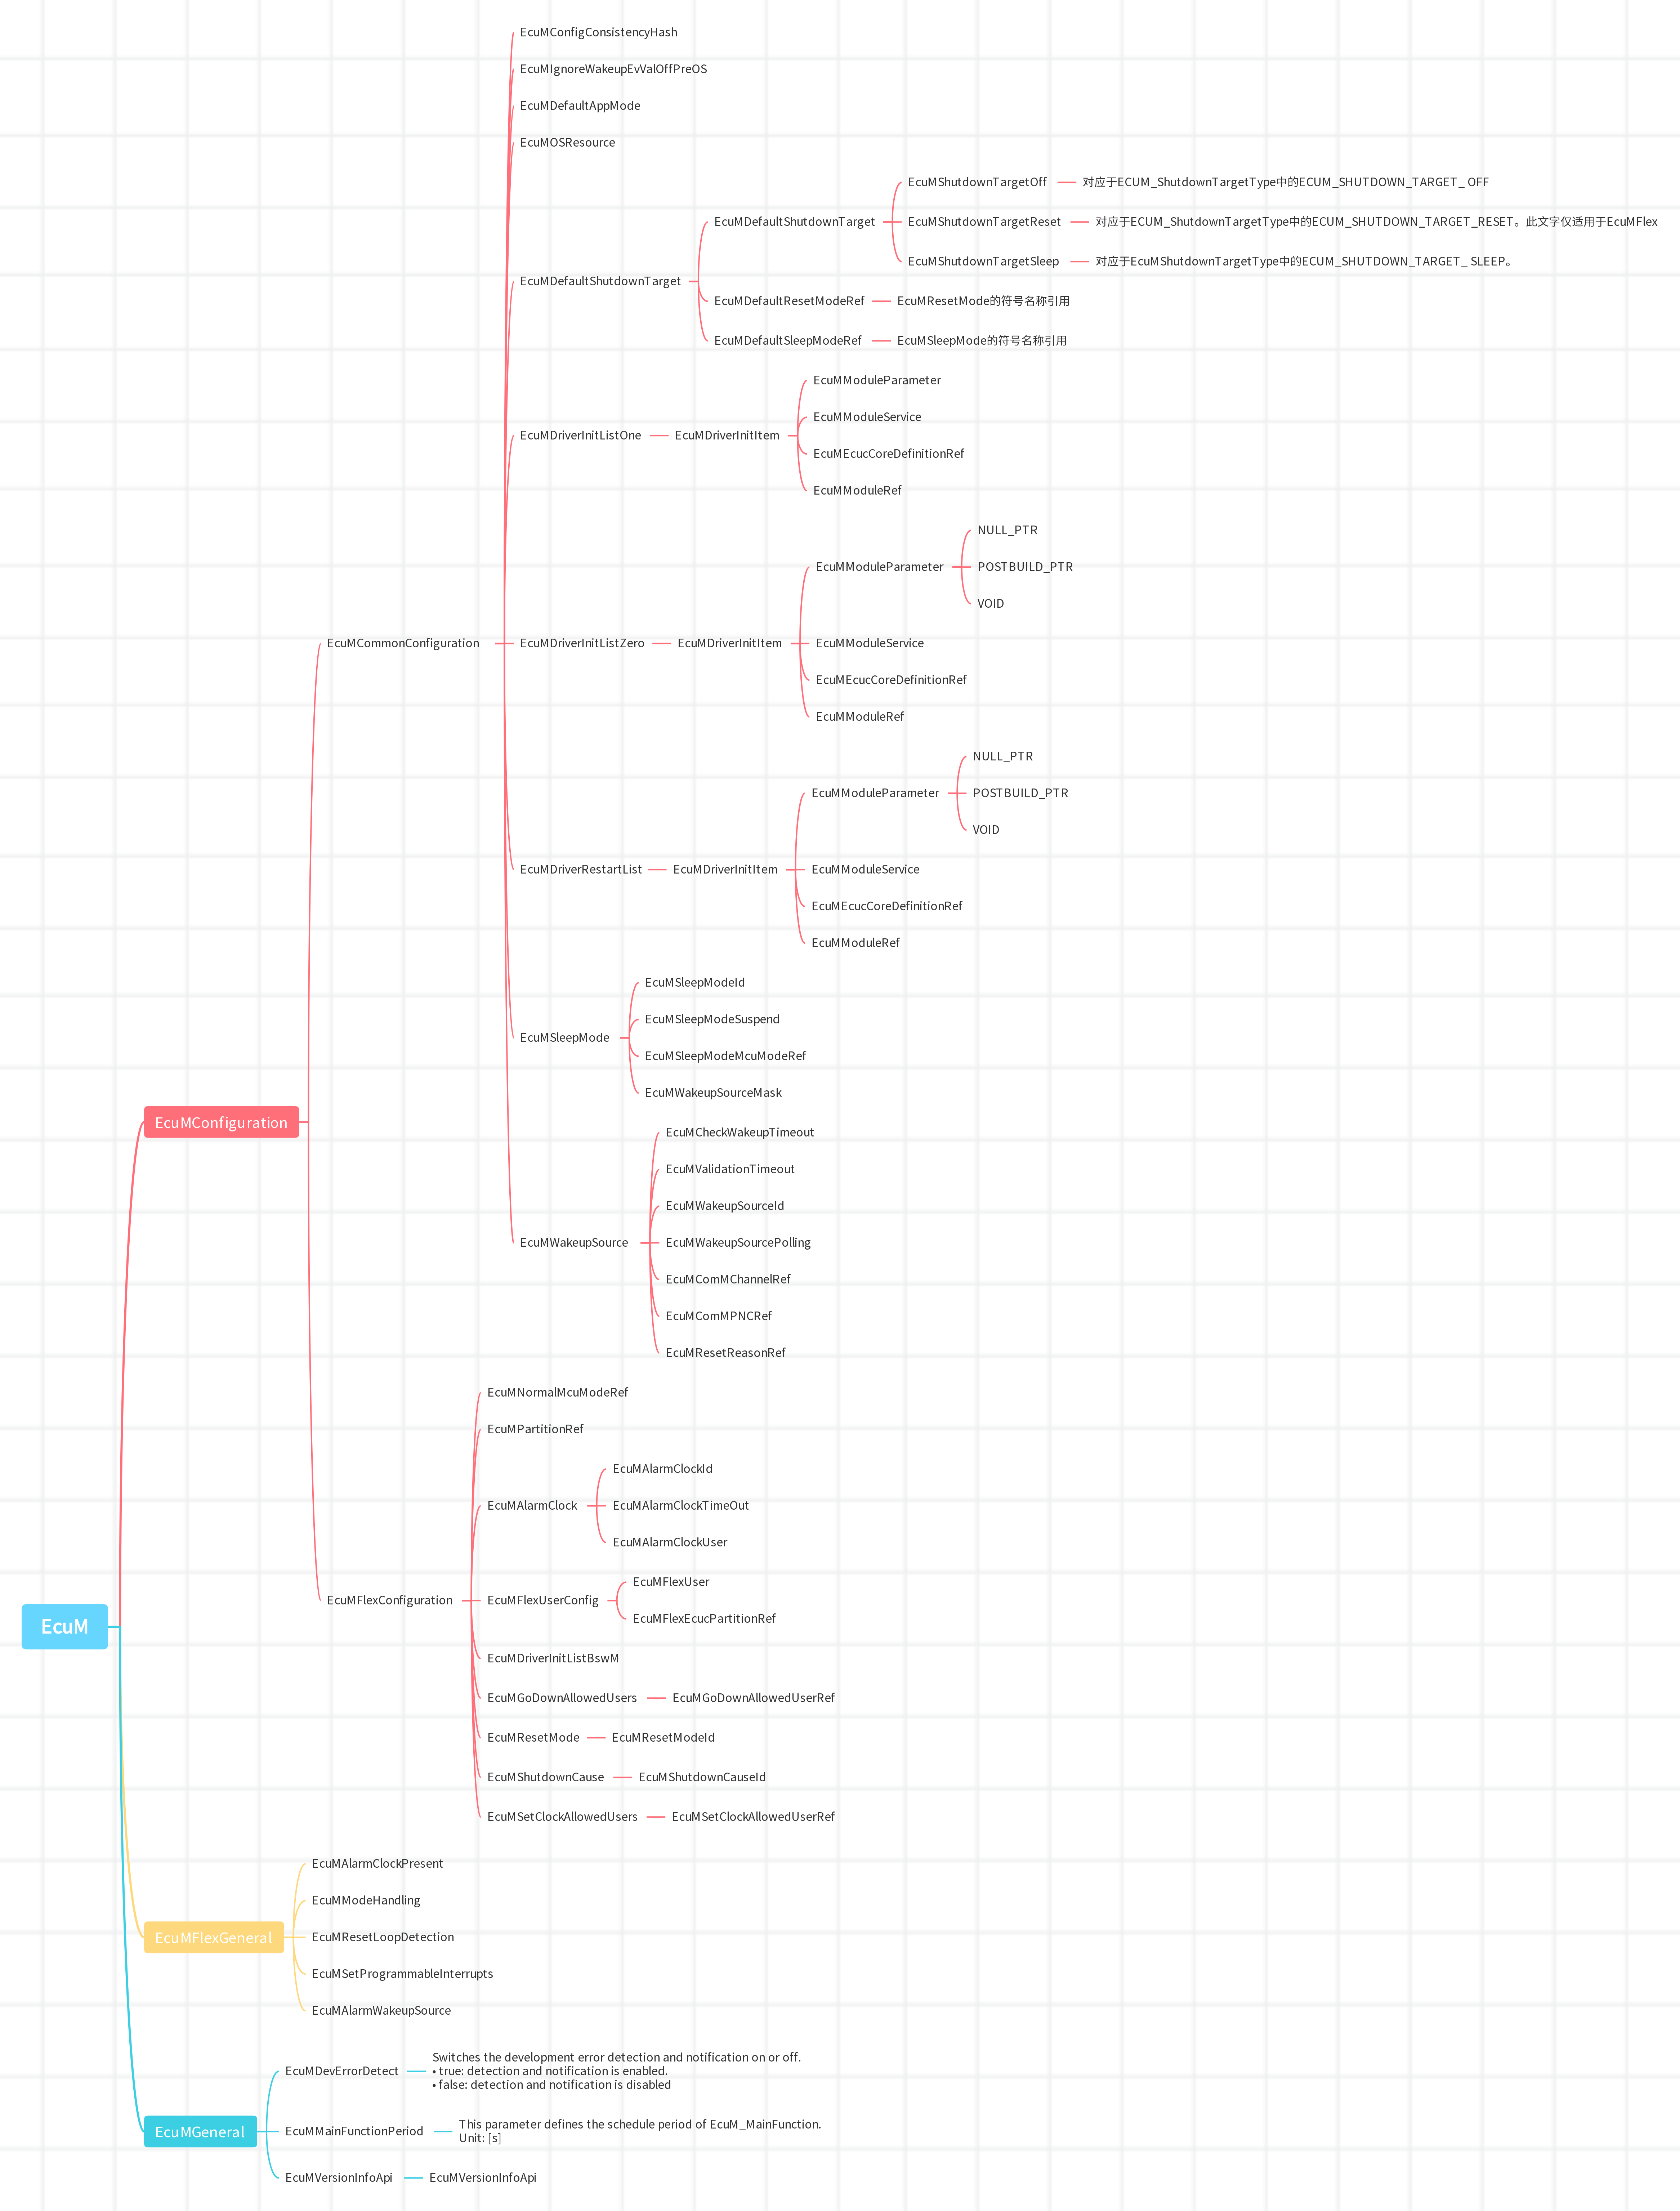 EcuM
EcuMConfiguration
EcuMCommonConfiguration
EcuMConfigConsistencyHash
EcuMIgnoreWakeupEvValOffPreOS
EcuMDefaultAppMode
EcuMOSResource
EcuMDefaultShutdownTarget
EcuMDefaultShutdownTarget
EcuMShutdownTargetOff
对应于ECUM_ShutdownTargetType中的ECUM_SHUTDOWN_TARGET_ OFF
EcuMShutdownTargetReset
对应于ECUM_ShutdownTargetType中的ECUM_SHUTDOWN_TARGET_RESET。此文字仅适用于EcuMFlex
EcuMShutdownTargetSleep
对应于EcuMShutdownTargetType中的ECUM_SHUTDOWN_TARGET_ SLEEP。
EcuMDefaultResetModeRef
EcuMResetMode的符号名称引用
EcuMDefaultSleepModeRef
EcuMSleepMode的符号名称引用
EcuMDriverInitListOne
EcuMDriverInitItem
EcuMModuleParameter
EcuMModuleService
EcuMEcucCoreDefinitionRef
EcuMModuleRef
EcuMDriverInitListZero
EcuMDriverInitItem
EcuMModuleParameter
NULL_PTR
POSTBUILD_PTR
VOID
EcuMModuleService
EcuMEcucCoreDefinitionRef
EcuMModuleRef
EcuMDriverRestartList
EcuMDriverInitItem
EcuMModuleParameter
NULL_PTR
POSTBUILD_PTR
VOID
EcuMModuleService
EcuMEcucCoreDefinitionRef
EcuMModuleRef
EcuMSleepMode
EcuMSleepModeId
EcuMSleepModeSuspend
EcuMSleepModeMcuModeRef
EcuMWakeupSourceMask
EcuMWakeupSource
EcuMCheckWakeupTimeout
EcuMValidationTimeout
EcuMWakeupSourceId
EcuMWakeupSourcePolling
EcuMComMChannelRef
EcuMComMPNCRef
EcuMResetReasonRef
EcuMFlexConfiguration
EcuMNormalMcuModeRef
EcuMPartitionRef
EcuMAlarmClock
EcuMAlarmClockId
EcuMAlarmClockTimeOut
EcuMAlarmClockUser
EcuMFlexUserConfig
EcuMFlexUser
EcuMFlexEcucPartitionRef
EcuMDriverInitListBswM
EcuMGoDownAllowedUsers
EcuMGoDownAllowedUserRef
EcuMResetMode
EcuMResetModeId
EcuMShutdownCause
EcuMShutdownCauseId
EcuMSetClockAllowedUsers
EcuMSetClockAllowedUserRef
EcuMFlexGeneral
EcuMAlarmClockPresent
EcuMModeHandling
EcuMResetLoopDetection
EcuMSetProgrammableInterrupts
EcuMAlarmWakeupSource
EcuMGeneral
EcuMDevErrorDetect
Switches the development error detection and notification on or off.
• true: detection and notification is enabled.
• false: detection and notification is disabled
EcuMMainFunctionPeriod
This parameter defines the schedule period of EcuM_MainFunction.
Unit: [s]
EcuMVersionInfoApi
EcuMVersionInfoApi